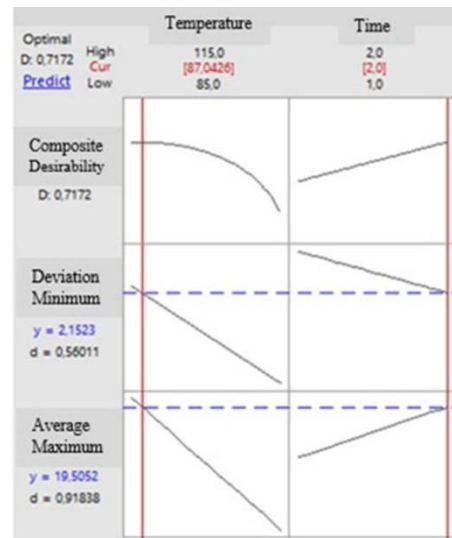 Temperature
Time
Optimal
D: 0,7172
Predict
High
Cur
Low
115,0
[87,0426]
85,0
2,0
[2,0]
1,0
Composite
Desirability
D: 0,7172
Deviation
Minimum
y = 2,1523
d = 0,56011
Average
Maximum
y = 19,5052
d = 0,91838